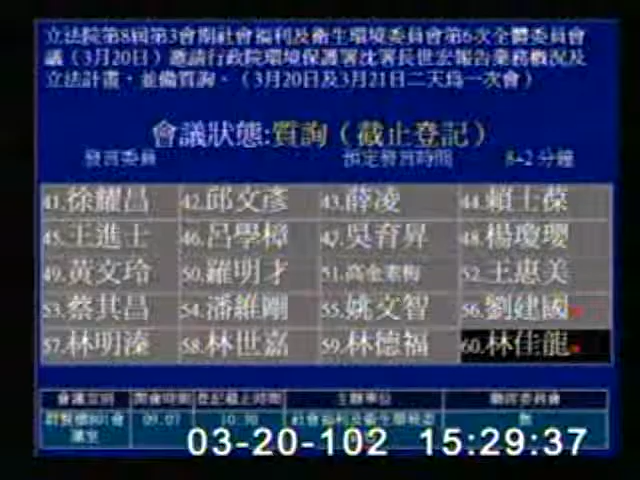 立法院第8屆第3會期社會福利及衛生環境委員會第6次全體委員會
議（3月20日）邀請行政院環境保護署沈署長世宏報告業務概況及
立法計畫，並備質詢。（3月20日及3月21日二天為一次會）
會議狀態:質詢（截止登記）
發言委員 預定發言時間 8+2 分鐘
41.徐耀昌 42.邱文彥 43.薛凌 44.賴士葆
45.王進士 46.呂學樟 47.吳育昇 48.楊瓊瓔
49.黃文玲 50.羅明才 51.高金素梅 52.王惠美
53.蔡其昌 54.潘維剛 55.姚文智 56.劉建國
57.林明溱 58.林世嘉 59.林德福 60.林佳龍
會議室別 開會時間 登記截止時間 主辦單位 聯席委員會
群賢樓801會 09:07 10:30 社會福利及衛生環境委 無
議室
03-20-102 15:29:37